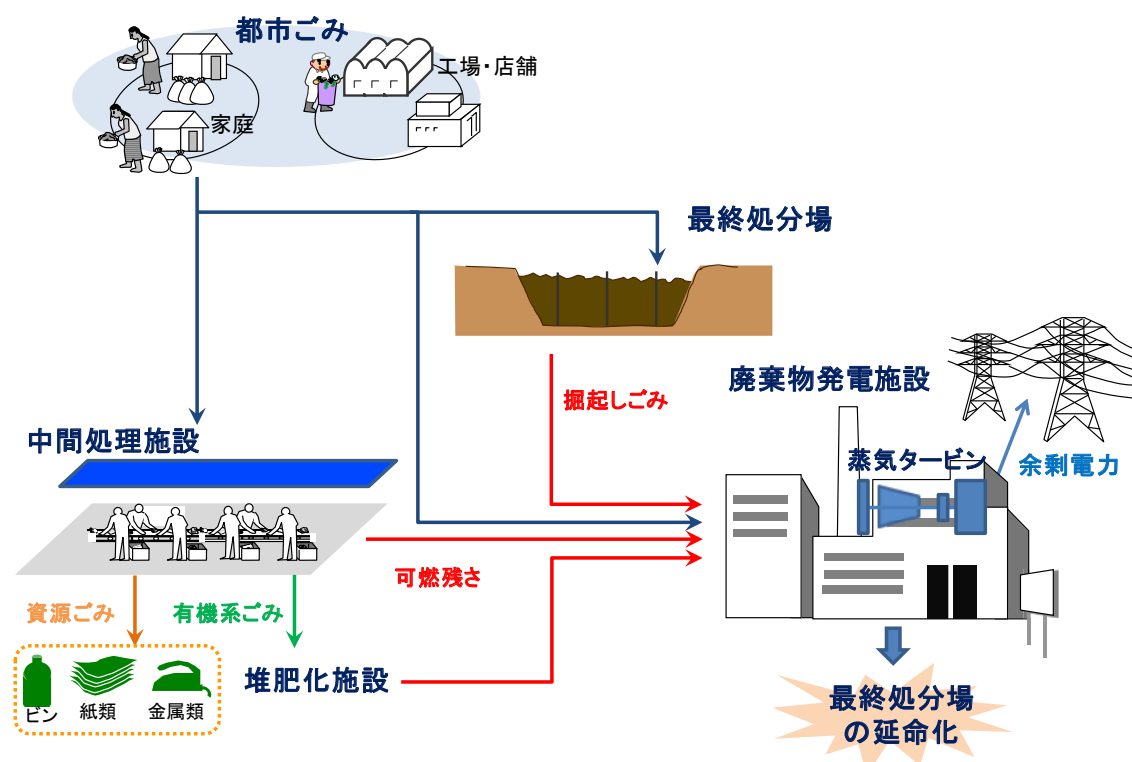 都市ごみ
工場・店舗
家庭
最終処分場
掘起しごみ
廃棄物発電施設
中間処理施設
蒸気タービン
余剰電力
可燃残さ
資源ごみ
有機系ごみ
堆肥化施設
ビン
紙類
金属類
最終処分場
の延命化